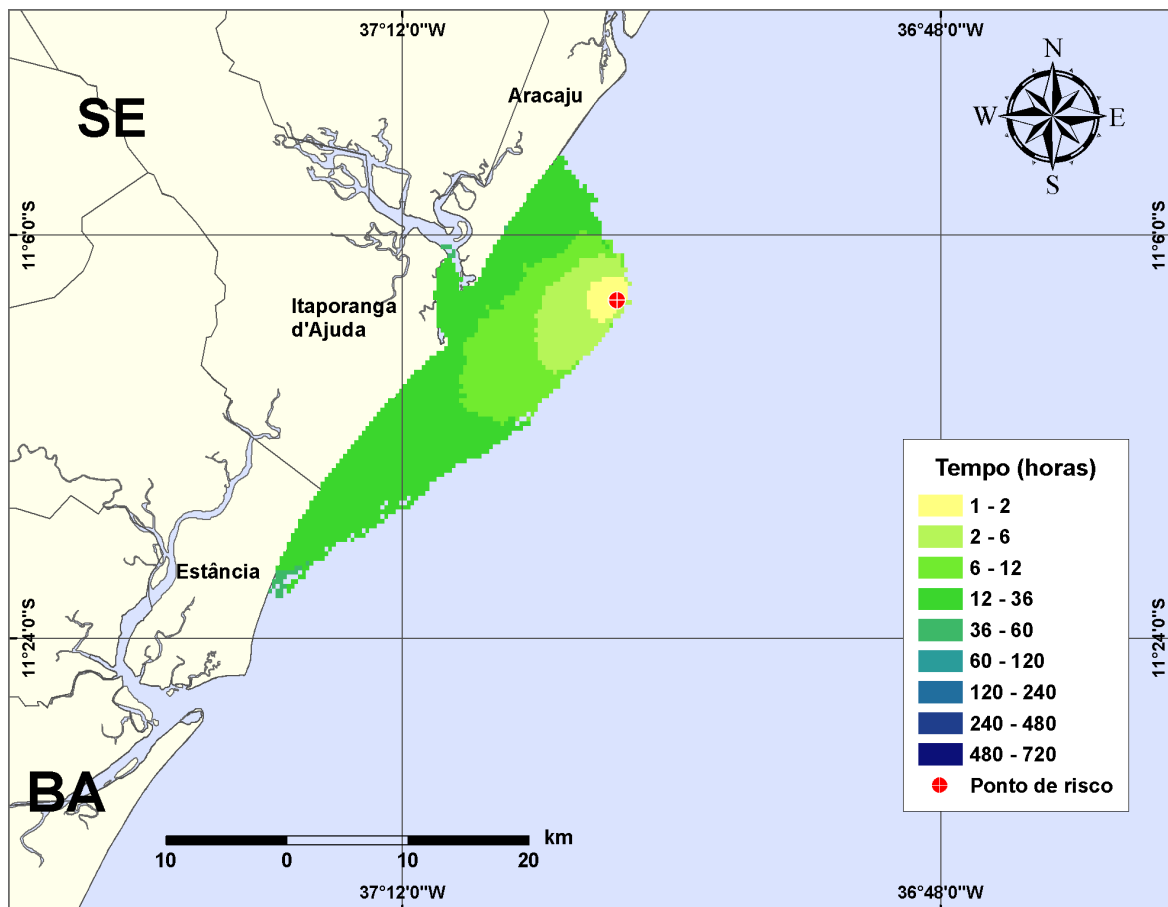 37°12'0"W
36°48'0"W
N
W
E
S
SE
Aracaju
11°6'0"S
11°6'0"S
Itaporanga
d'Ajuda
Tempo (horas)
1 - 2
2 - 6
6 - 12
12 - 36
36 - 60
60 - 120
120 - 240
240 - 480
480 - 720
Ponto de risco
Estância
11°24'0"S
11°24'0"S
BA
km
10
0
10
20
37°12'0"W
36°48'0"W